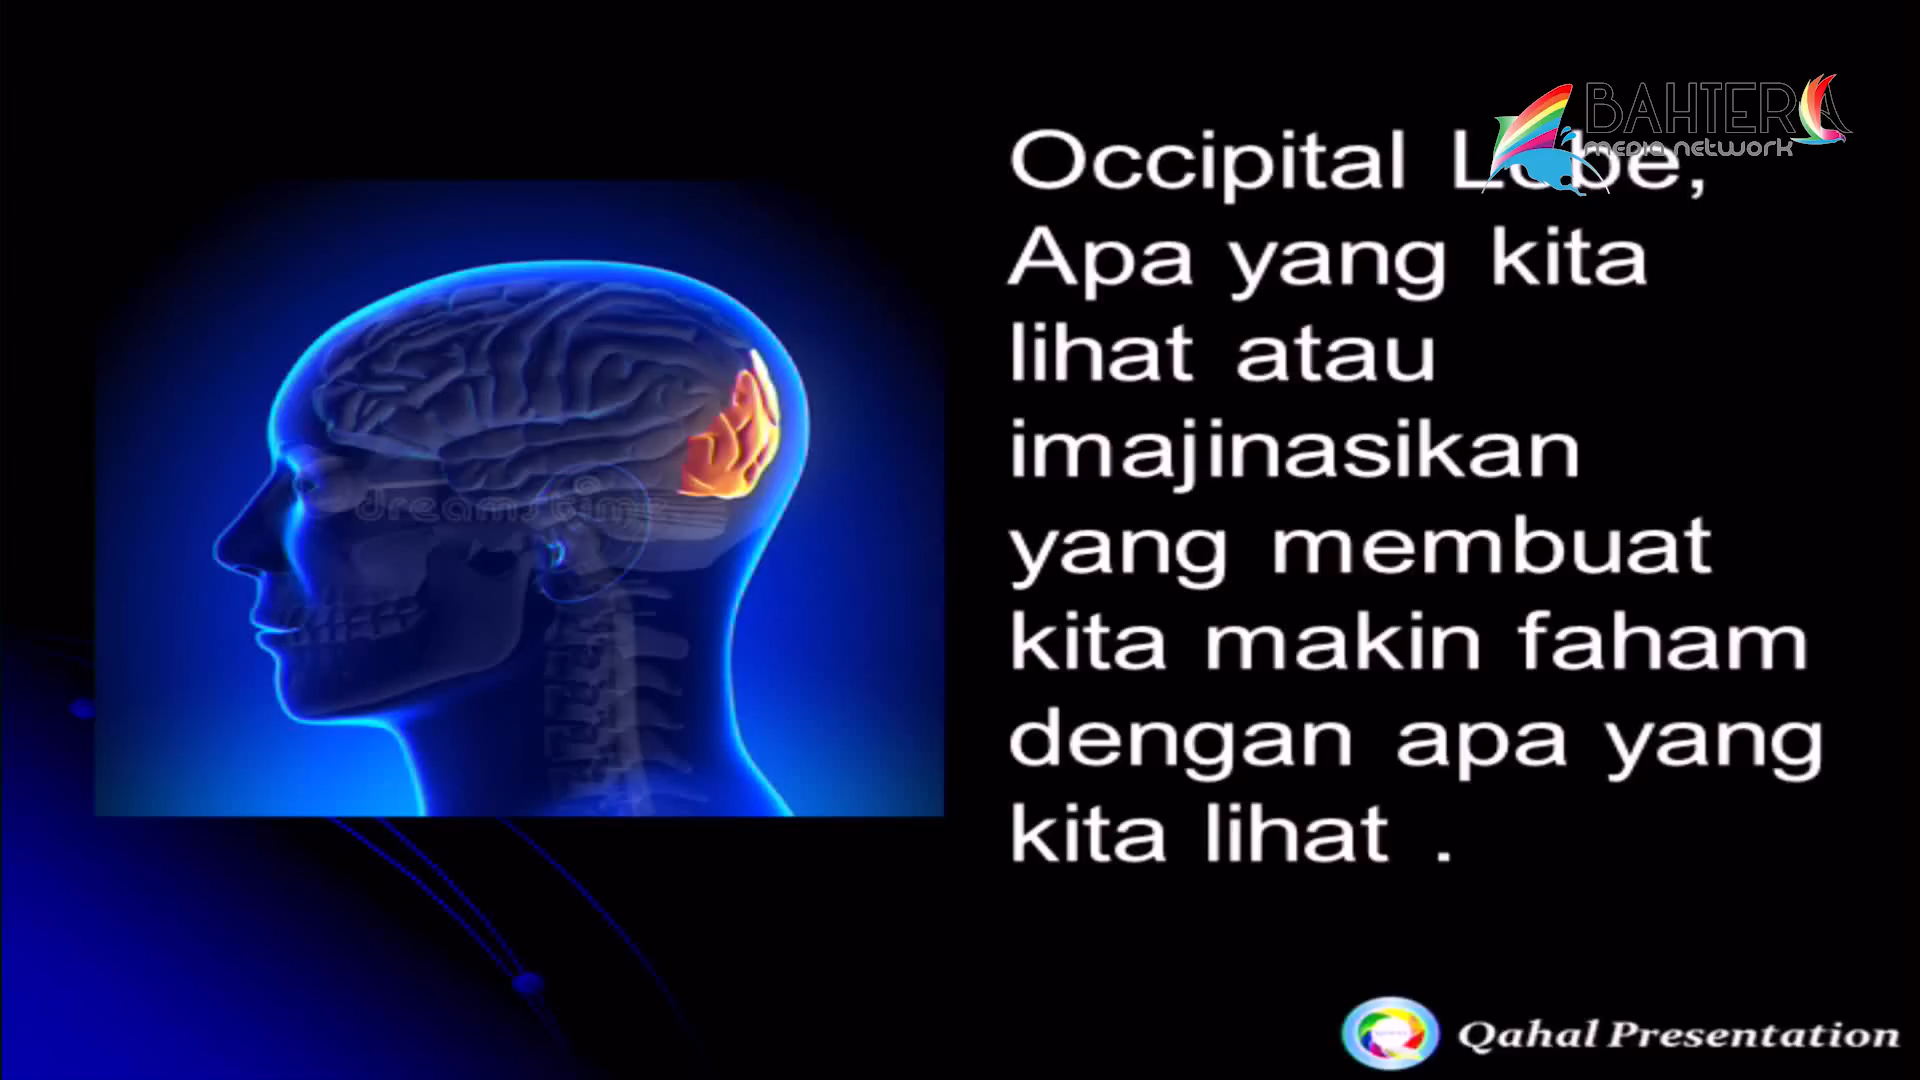 BAHTERA
MEDIA NETWORK
Occipital Lobe,
Apa yang kita
lihat atau
imajinasikan
yang membuat
kita makin faham
dengan apa yang
kita lihat .
dreamstime
Qahal Presentation